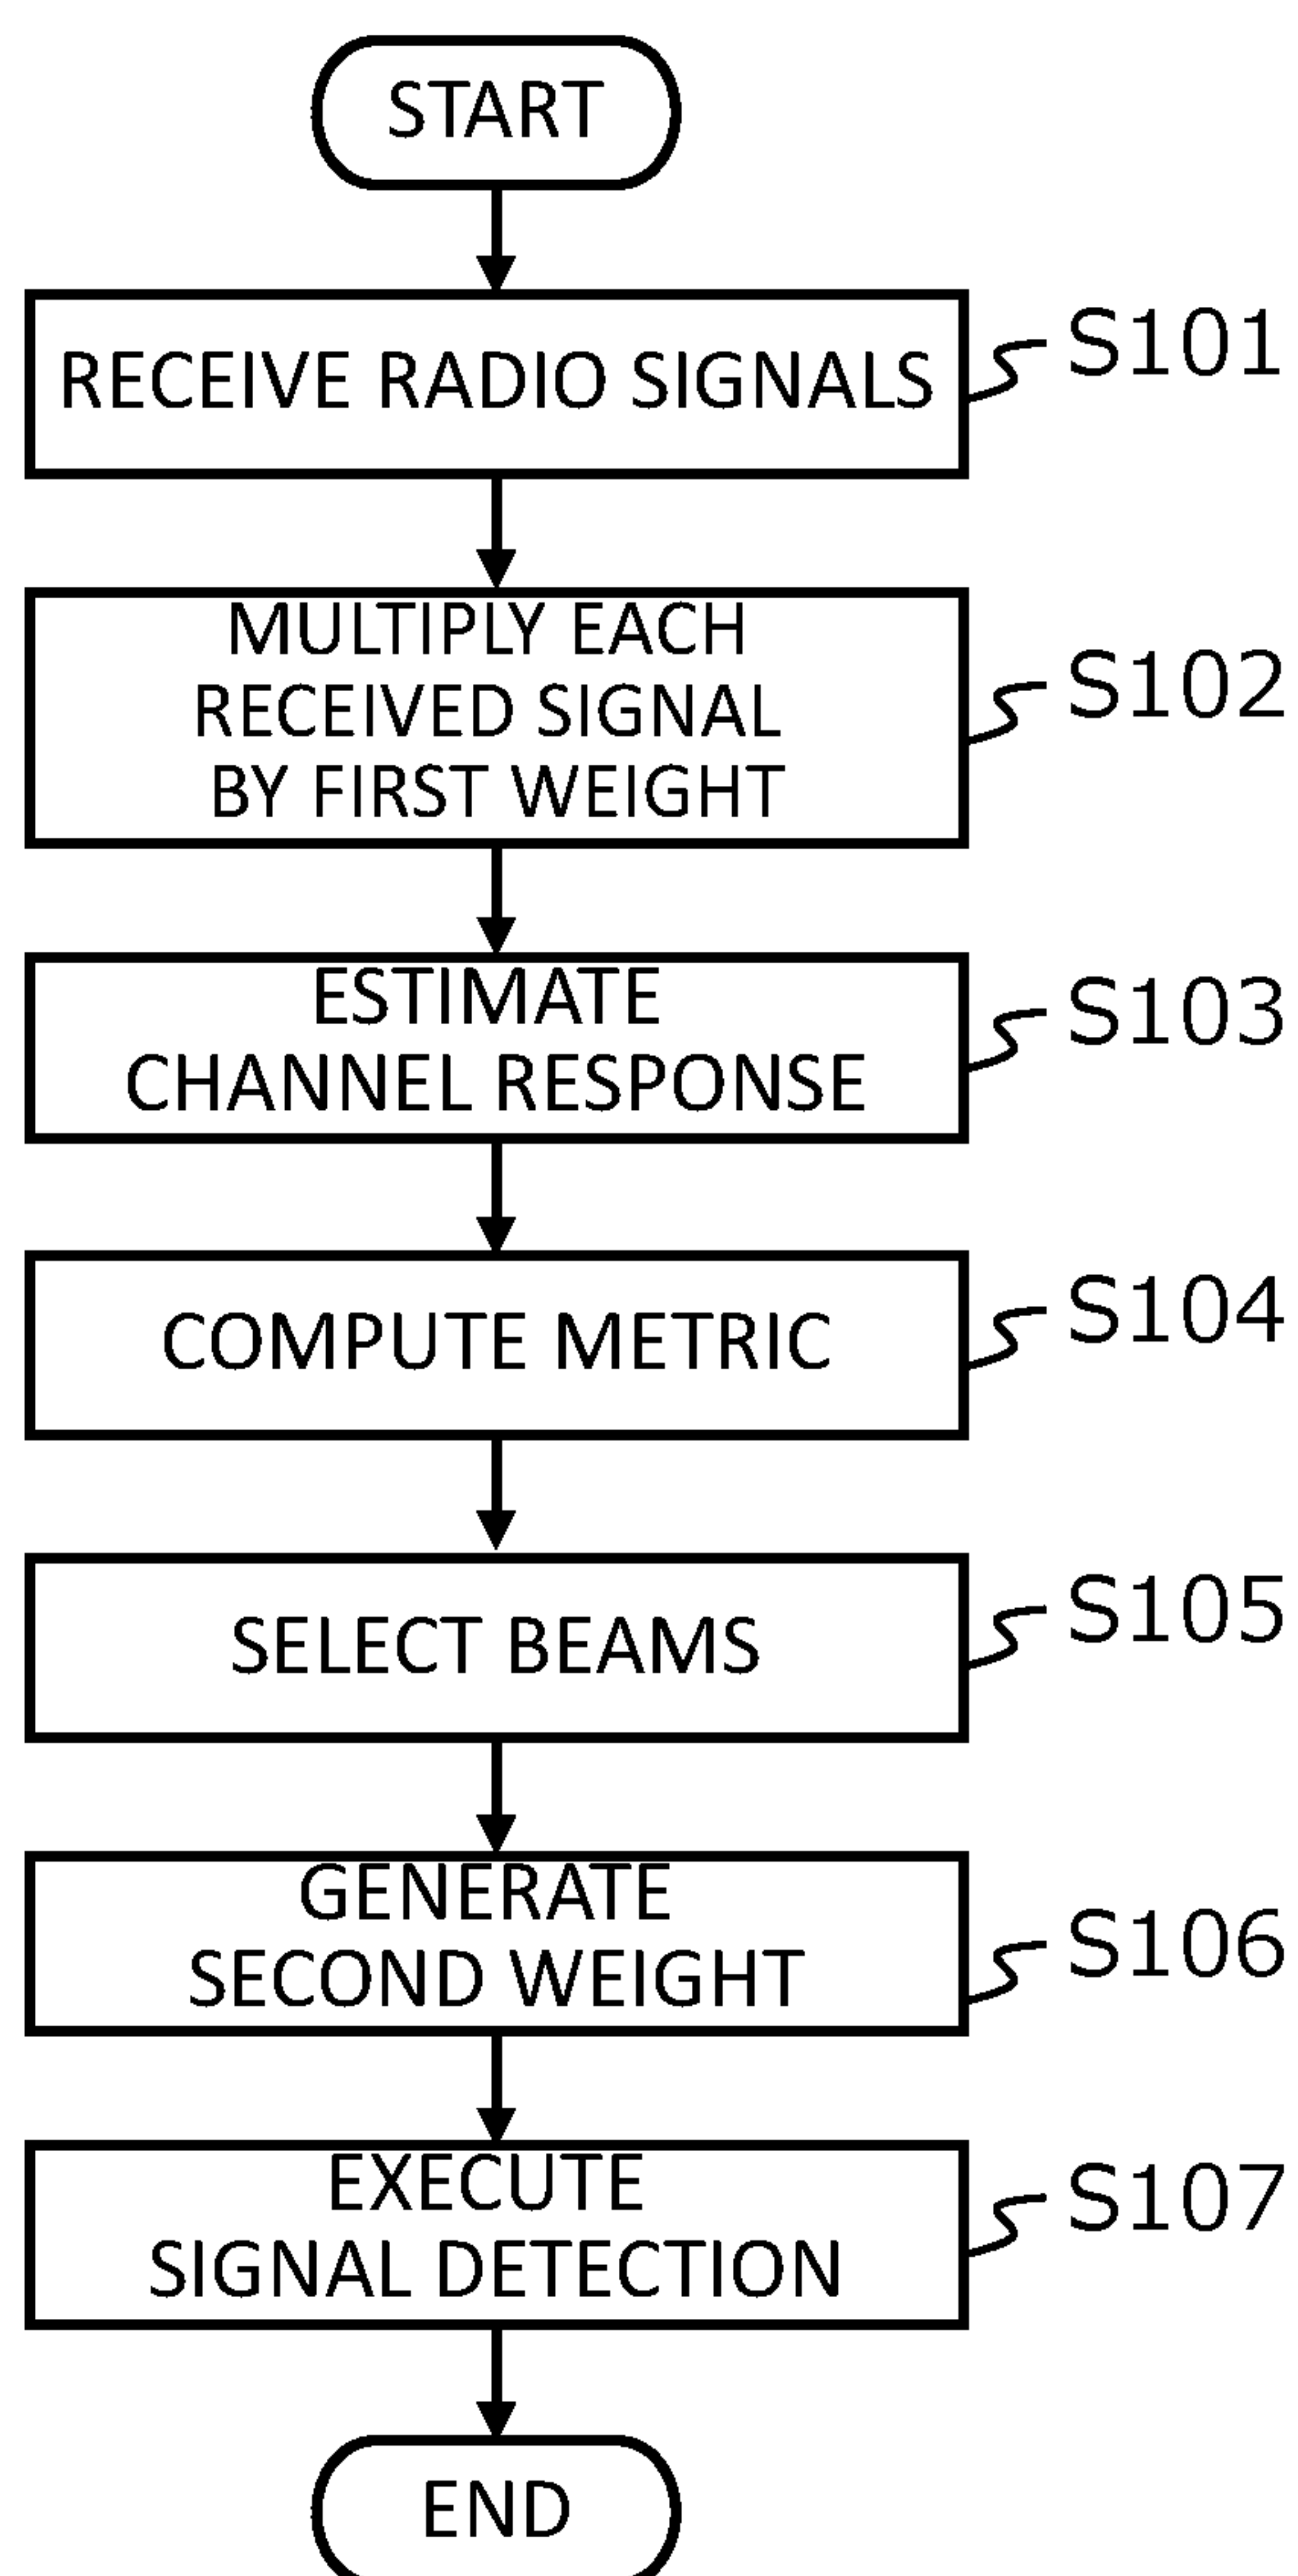 START
RECEIVE RADIO SIGNALS
S101
MULTIPLY EACH
RECEIVED SIGNAL
BY FIRST WEIGHT
S102
ESTIMATE
CHANNEL RESPONSE
S103
COMPUTE METRIC
S104
SELECT BEAMS
S105
GENERATE
SECOND WEIGHT
S106
EXECUTE
SIGNAL DETECTION
S107
END